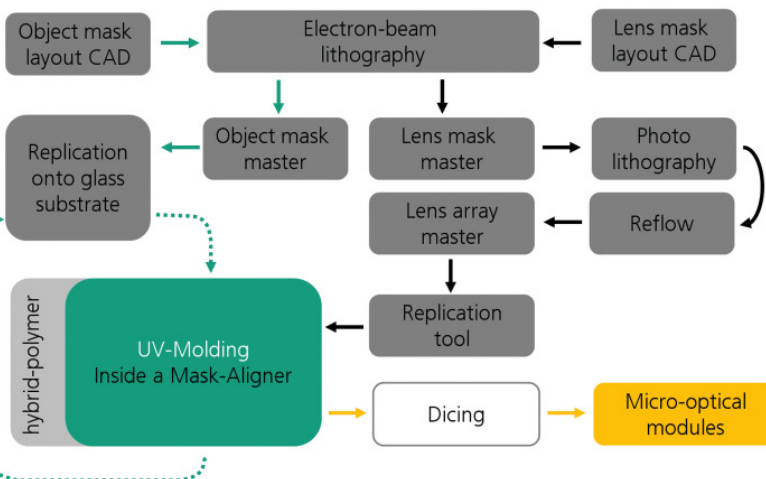 Object mask
layout CAD
Electron-beam
lithography
Lens mask
layout CAD
Replication
onto glass
substrate
Object mask
master
Lens mask
master
Photo
lithography
Lens array
master
Reflow
hybrid-polymer
UV-Molding
Inside a Mask-Aligner
Replication
tool
Dicing
Micro-optical
modules